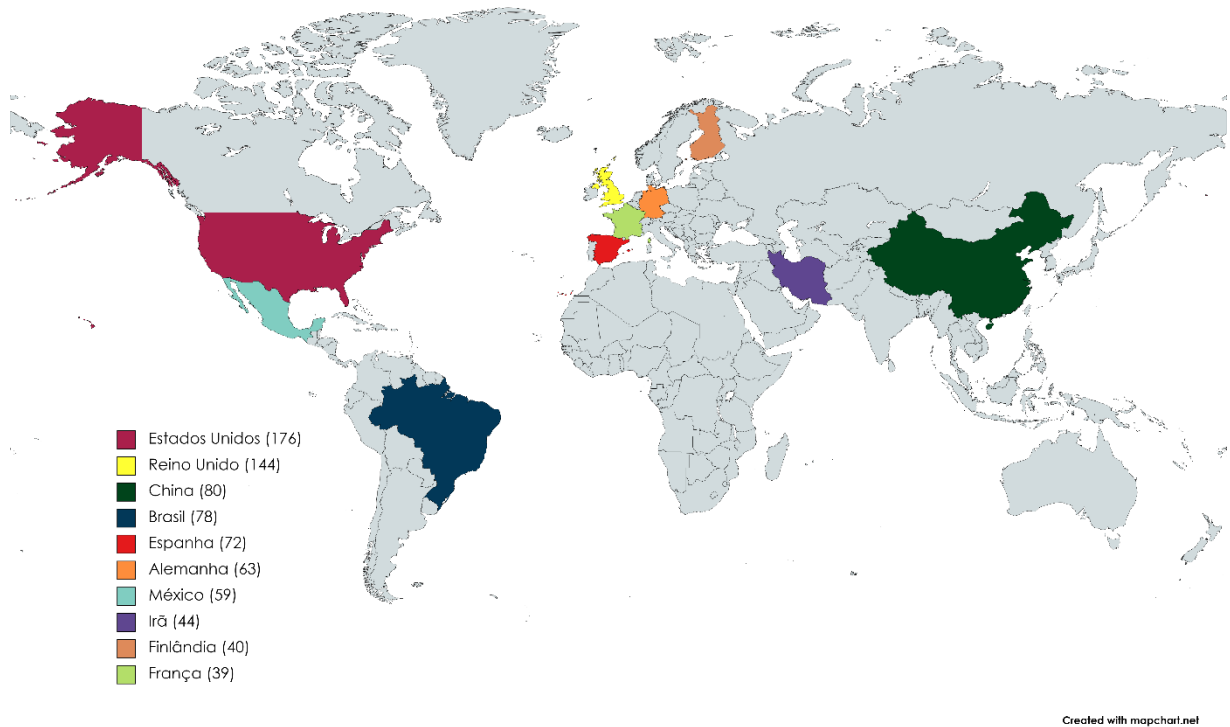 Estados Unidos (176)
Reino Unido (144)
China (80)
Brasil (78)
Espanha (72)
Alemanha (63)
México (59)
Irã (44)
Finlândia (40)
França (39)
Created with mapchart.net